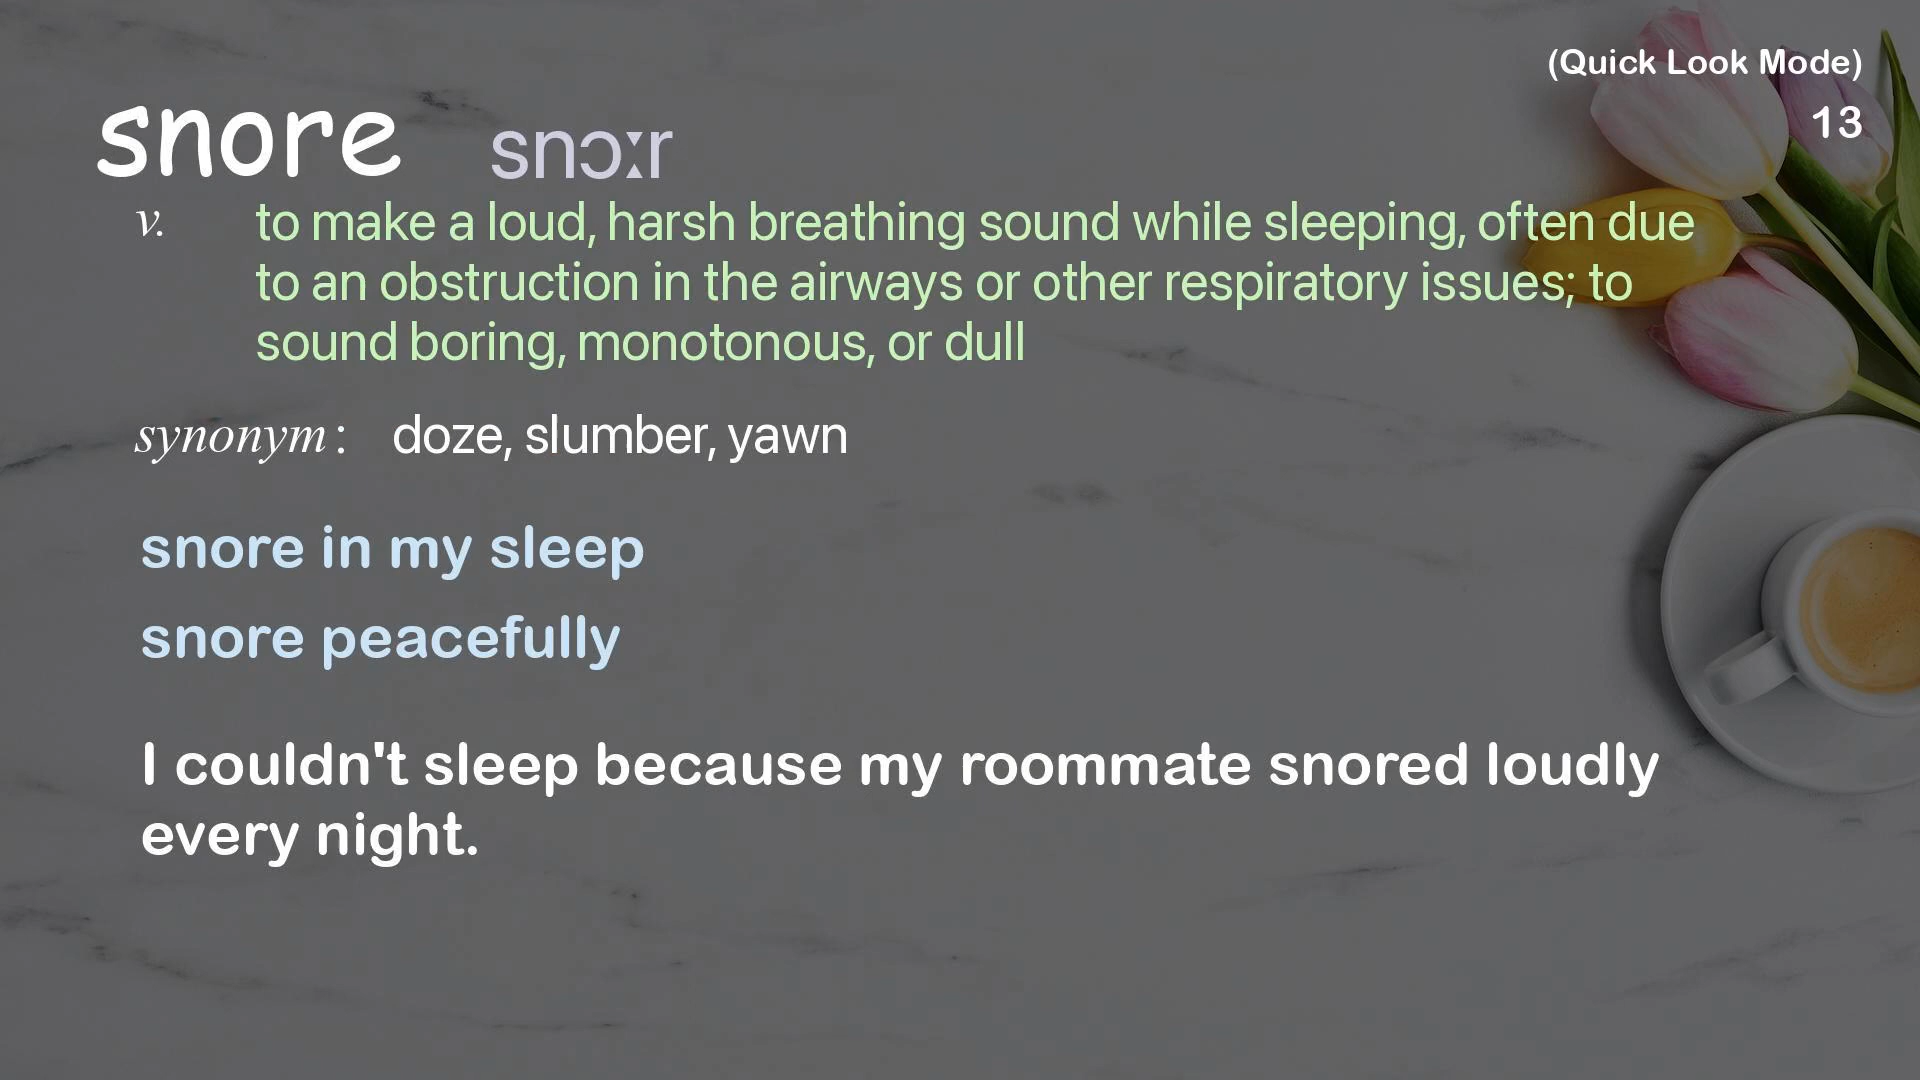 (Quick Look Mode)
13
snore snɔːr
v. to make a loud, harsh breathing sound while sleeping, often due
to an obstruction in the airways or other respiratory issues; to
sound boring, monotonous, or dull
synonym : doze, slumber, yawn
snore in my sleep
snore peacefully
I couldn't sleep because my roommate snored loudly
every night.